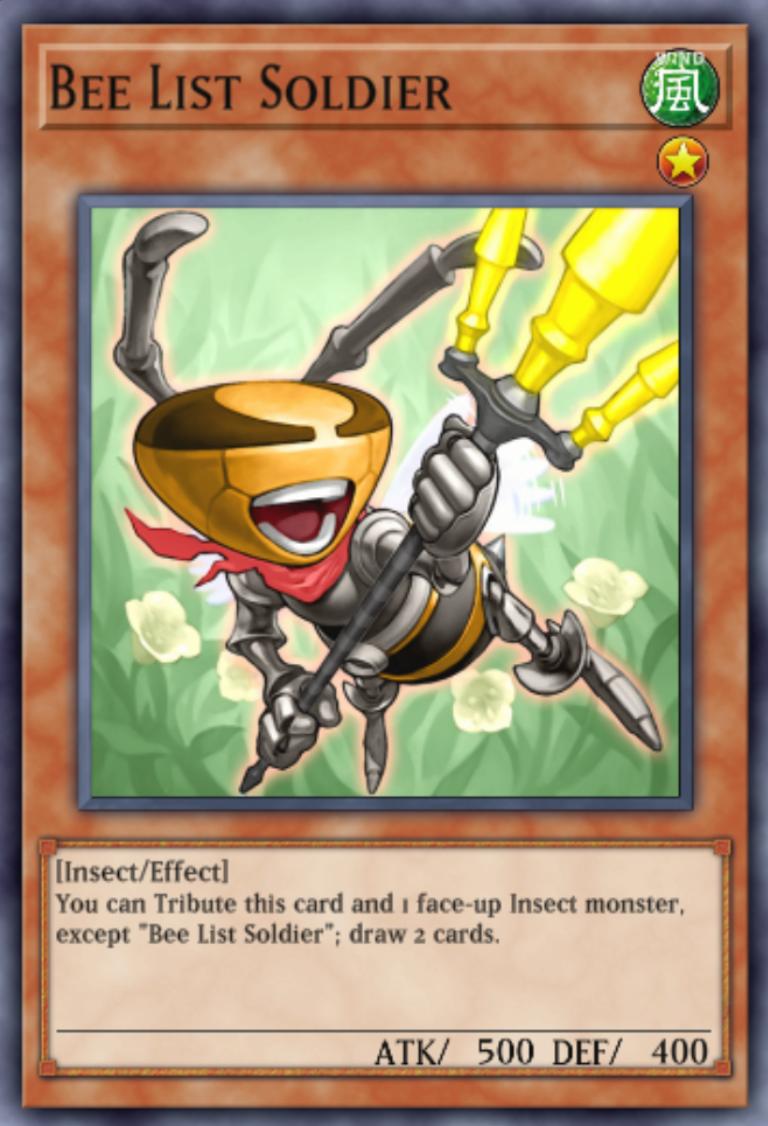 Bee List Soldier
WIND
風
[Insect/Effect]
You can Tribute this card and 1 face-up Insect monster,
except "Bee List Soldier"; draw 2 cards.
ATK/ 500 DEF/ 400